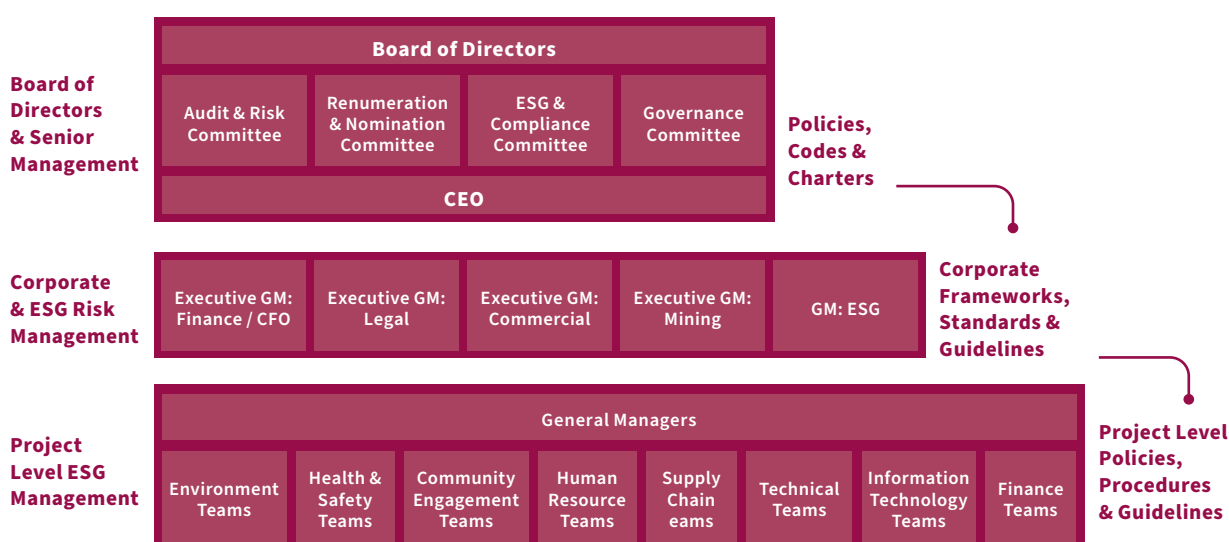 Board of
Directors
& Senior
Management
Board of Directors
Audit & Risk
Committee
Renumeration
& Nomination
Committee
ESG &
Compliance
Committee
Governance
Committee
CEO
Policies,
Codes &
Charters
Corporate
& ESG Risk
Management
Executive GM:
Finance / CFO
Executive GM:
Legal
Executive GM:
Commercial
Executive GM:
Mining
GM: ESG
Corporate
Frameworks,
Standards &
Guidelines
Project
Level ESG
Management
General Managers
Environment
Teams
Health &
Safety
Teams
Community
Engagement
Teams
Human
Resource
Teams
Supply
Chain
eams
Technical
Teams
Information
Technology
Teams
Finance
Teams
Project Level
Policies,
Procedures
& Guidelines